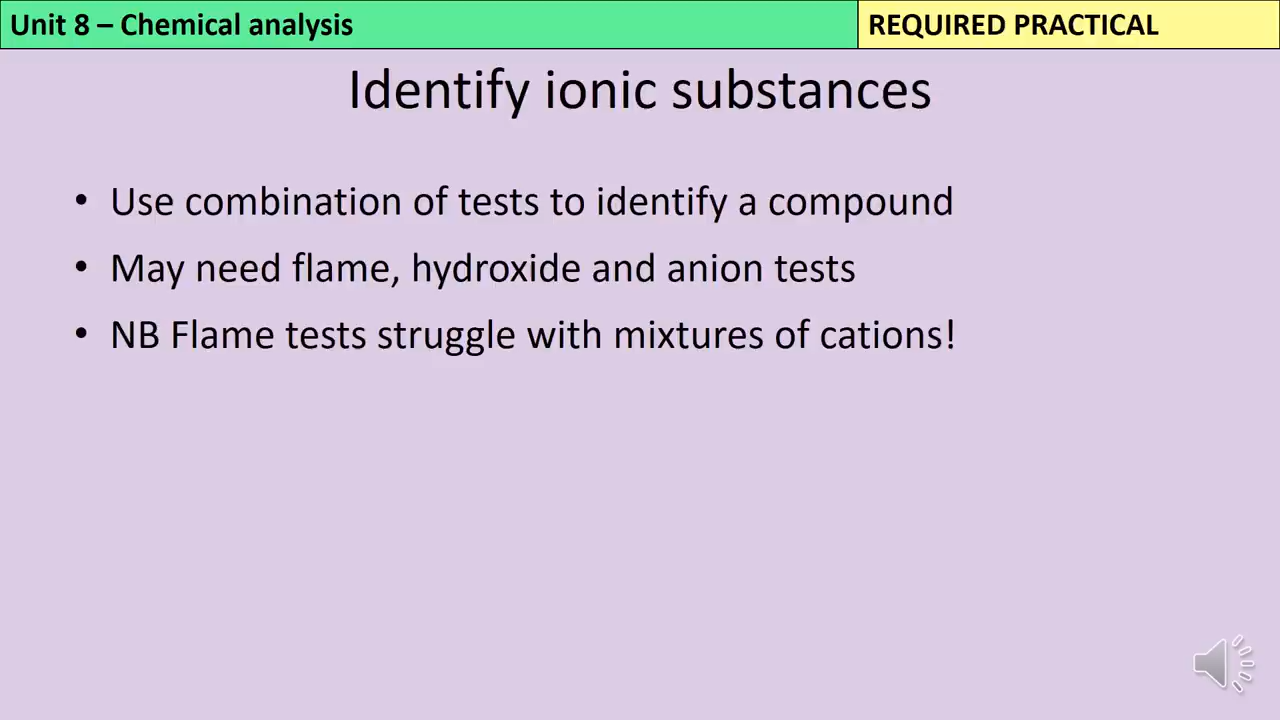 Unit 8 – Chemical analysis
REQUIRED PRACTICAL
Identify ionic substances
• Use combination of tests to identify a compound
• May need flame, hydroxide and anion tests
• NB Flame tests struggle with mixtures of cations!